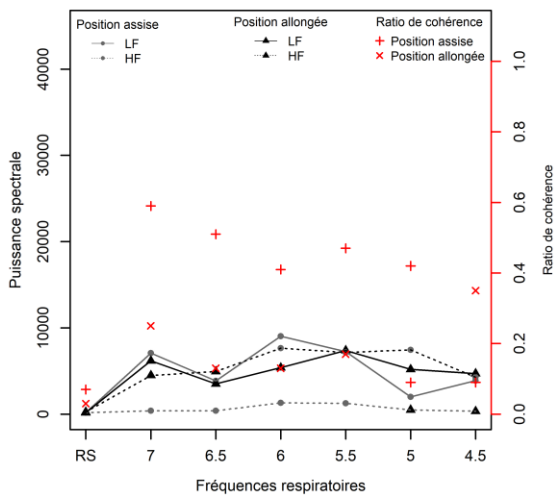 Position assise
LF
HF
Position allongée
LF
HF
Ratio de cohérence
Position assise
Position allongée
Puissance spectrale
40000
30000
20000
10000
0
1.0
0.8
0.6
0.4
0.2
0.0
Ratio de cohérence
RS 7 6.5 6 5.5 5 4.5
Fréquences respiratoires